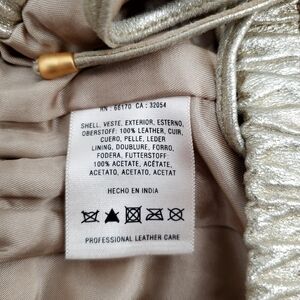 RN : 66170 CA : 32054
SHELL, VESTE, EXTERIOR, ESTERNO,
OBERSTOFF: 100% LEATHER, CUIR,
CUERO, PELLE, LEDER
LINING, DOUBLURE, FORRO,
FODERA, FUTTERSTOFF:
100% ACETATE, ACÉTATE,
ACETATO, ACETATO, ACETAT
HECHO EN INDIA
PROFESSIONAL LEATHER CARE